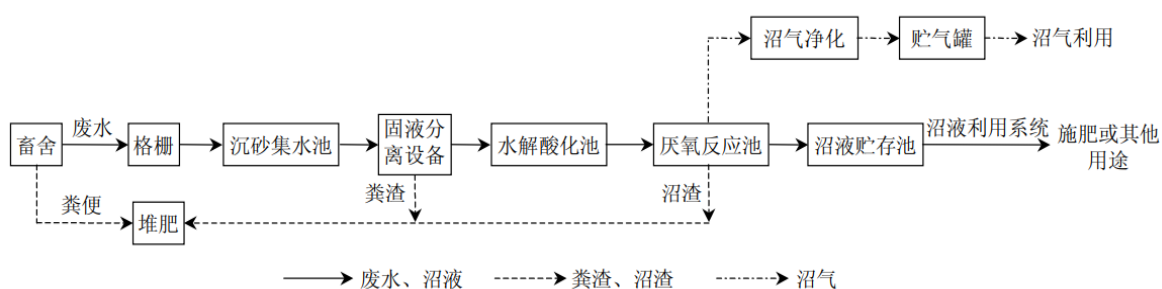 沼气净化
贮气罐
沼气利用
畜舍
废水
格栅
沉砂集水池
固液分
离设备
水解酸化池
厌氧反应池
沼液贮存池
沼液利用系统
施肥或其他
用途
粪便
堆肥
粪渣
沼渣
废水、沼液
粪渣、沼渣
沼气